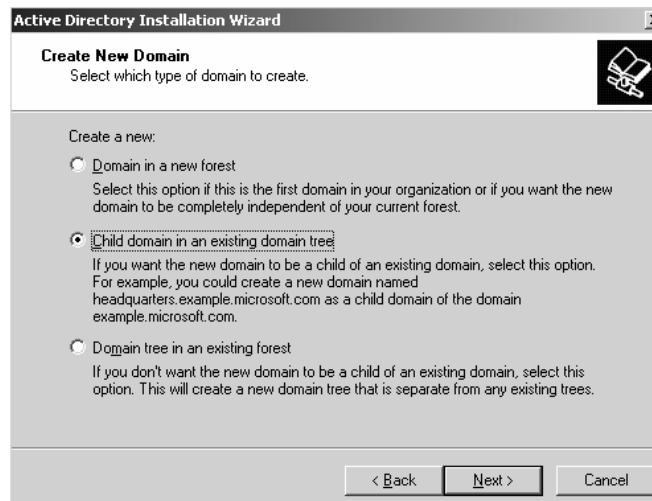 Active Directory Installation Wizard
Create New Domain
Select which type of domain to create.
Create a new:
Domain in a new forest
Select this option if this is the first domain in your organization or if you want the new
domain to be completely independent of your current forest.
Child domain in an existing domain tree
If you want the new domain to be a child of an existing domain, select this option.
For example, you could create a new domain named
headquarters.example.microsoft.com as a child domain of the domain
example.microsoft.com.
Domain tree in an existing forest
If you don't want the new domain to be a child of an existing domain, select this
option. This will create a new domain tree that is separate from any existing trees.
< Back Next > Cancel